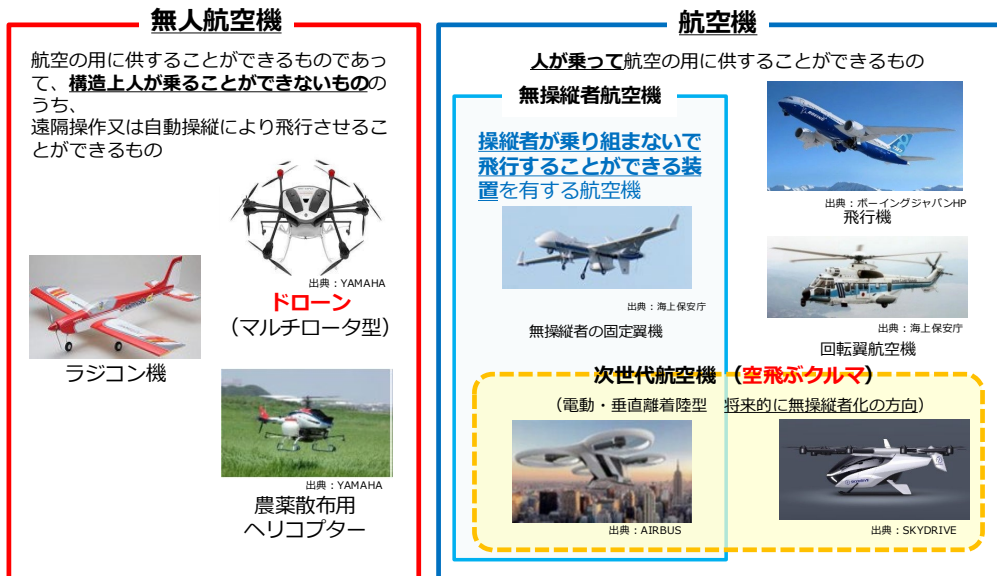 無人航空機
航空の用に供することができるものであっ
て、構造上人が乗ることができないものの
うち、
遠隔操作又は自動操縦により飛行させるこ
とができるもの
出典：YAMAHA
ドローン
（マルチロータ型）
ラジコン機
出典：YAMAHA
農薬散布用
ヘリコプター
航空機
人が乗って航空の用に供することができるもの
無操縦者航空機
操縦者が乗り組まないで
飛行することができる装
置を有する航空機
出典：海上保安庁
無操縦者の固定翼機
BOEING
出典：ボーイングジャパンHP
飛行機
出典：海上保安庁
回転翼航空機
次世代航空機（空飛ぶクルマ）
（電動・垂直離着陸型　将来的に無操縦者化の方向）
出典：AIRBUS
出典：SKYDRIVE